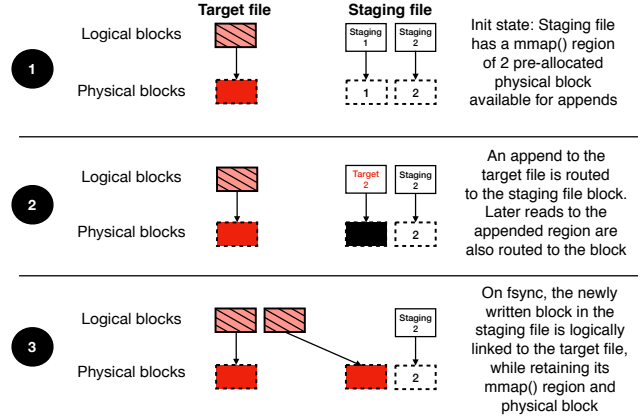 Target file
Staging file
Logical blocks
Staging
1
Staging
2
Init state: Staging file
has a mmap() region
of 2 pre-allocated
physical block
available for appends
1
Physical blocks
1
2
Logical blocks
Target
2
Staging
2
An append to the
target file is routed
to the staging file block.
Later reads to the
appended region are
also routed to the block
2
Physical blocks
2
Logical blocks
Staging
2
On fsync, the newly
written block in the
staging file is logically
linked to the target file,
while retaining its
mmap() region and
physical block
3
Physical blocks
2